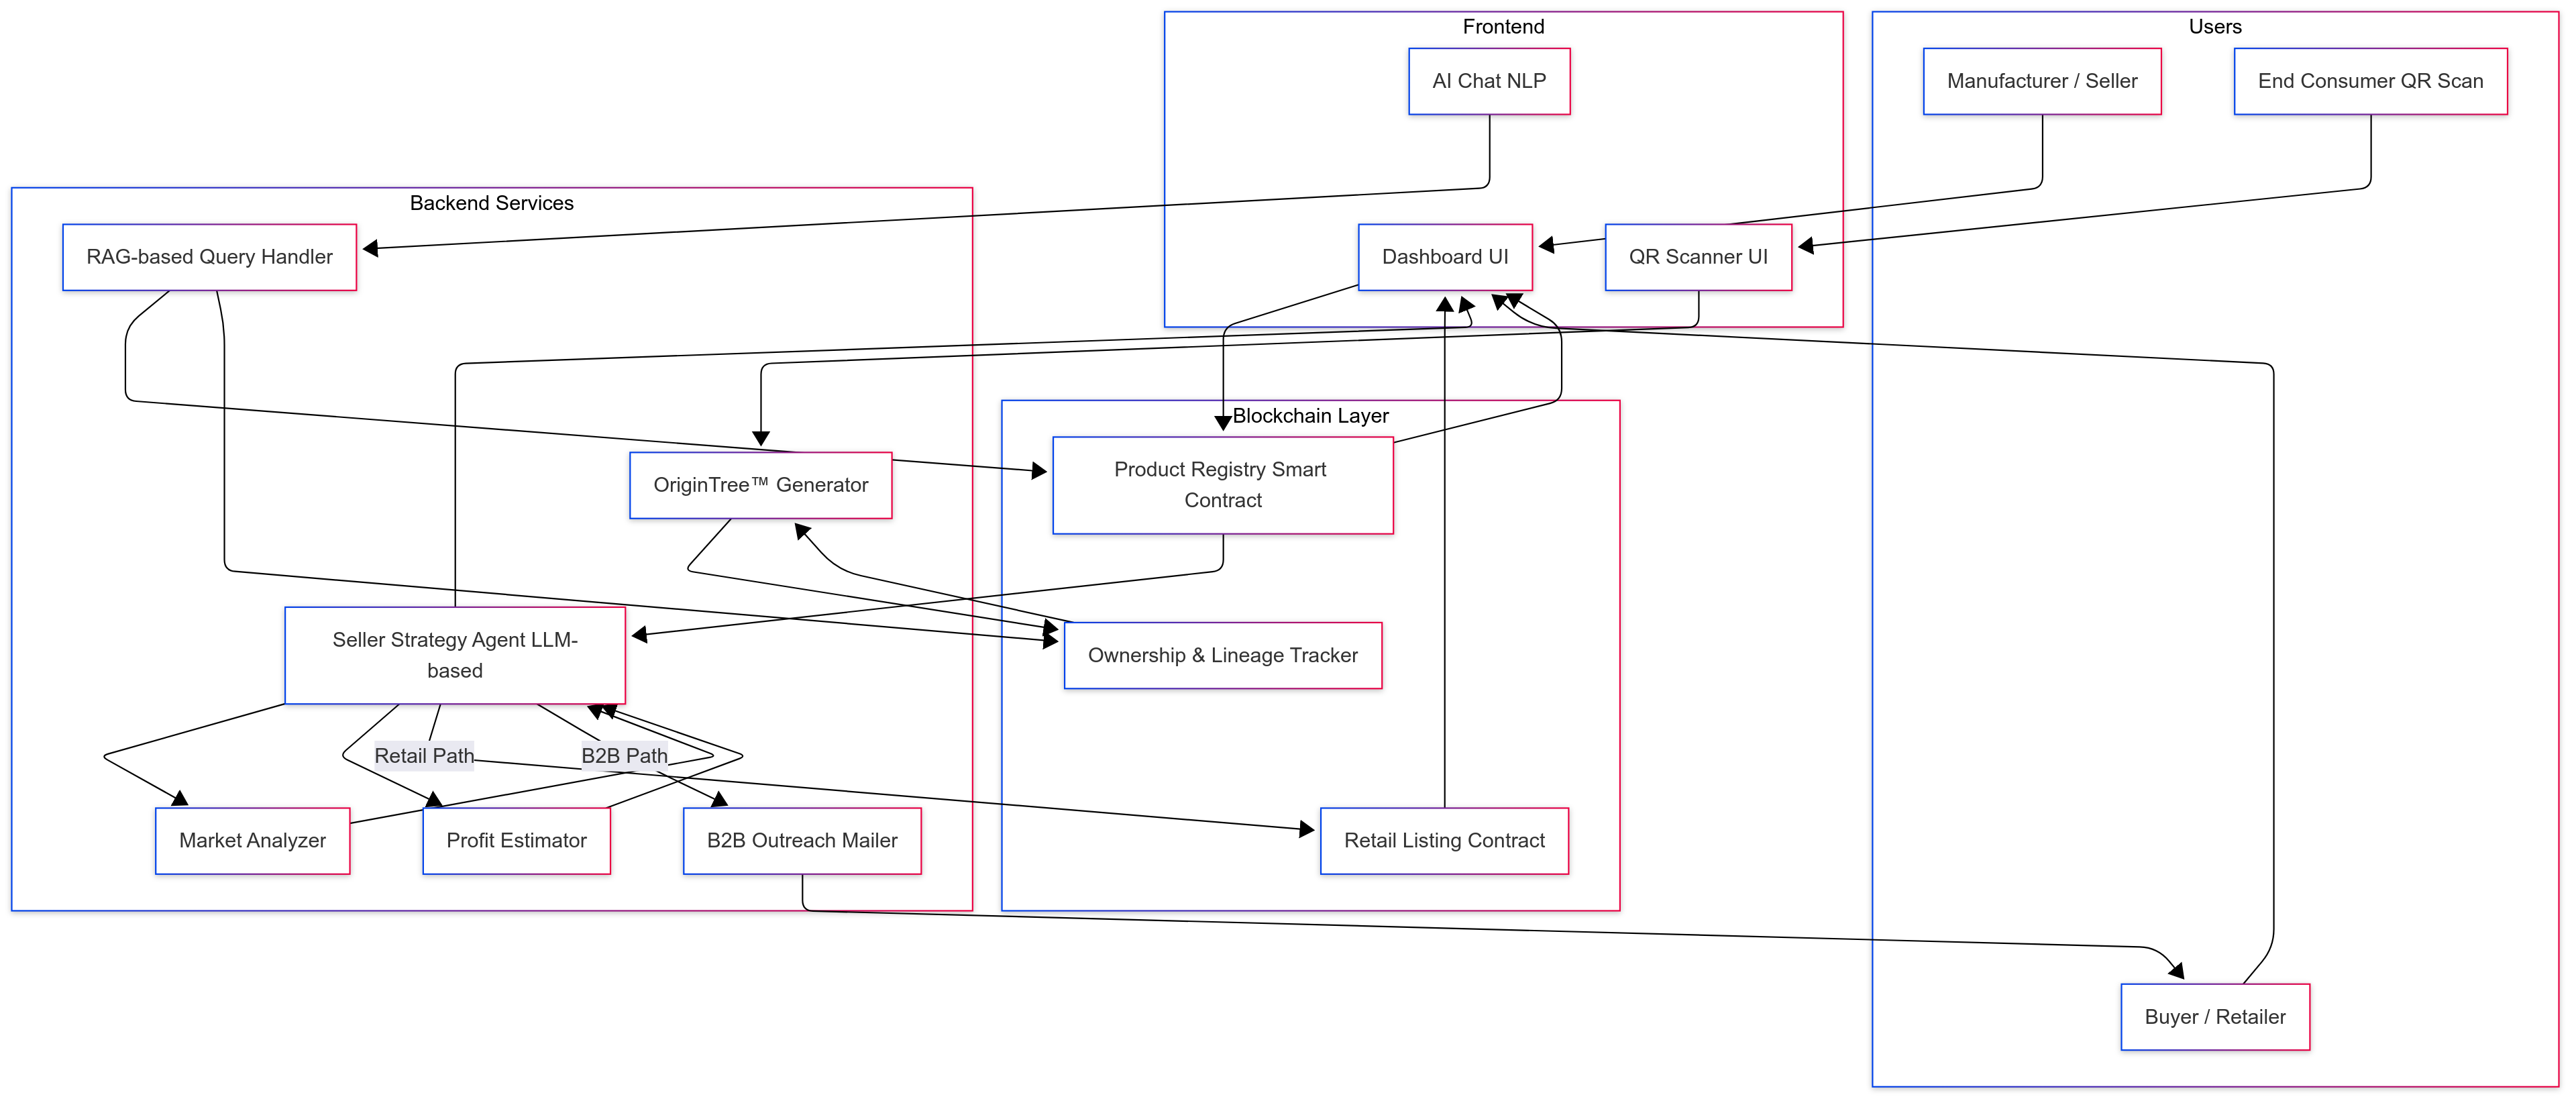 Frontend
Users
AI Chat NLP
Manufacturer / Seller
End Consumer QR Scan
Backend Services
RAG-based Query Handler
Dashboard UI
QR Scanner UI
Blockchain Layer
OriginTree™ Generator
Product Registry Smart
Contract
Seller Strategy Agent LLM-
based
Ownership & Lineage Tracker
Retail Path
B2B Path
Market Analyzer
Profit Estimator
B2B Outreach Mailer
Retail Listing Contract
Buyer / Retailer